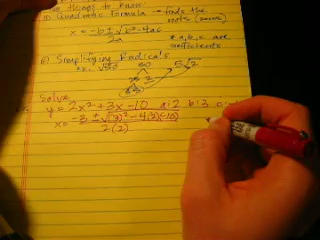 things to know:
① Quadratic Formula → finds the
roots (zeros)
x = -b ± √b²-4ac
2a
* a, b, c are
coefficients
② Simplifying Radicals
ex. √50 50 5√2
Solve
y = 2x² + 3x - 10 a: 2 b: 3 c:
x = -3 ± √(3)² - 4(2)(-10)
2(2)